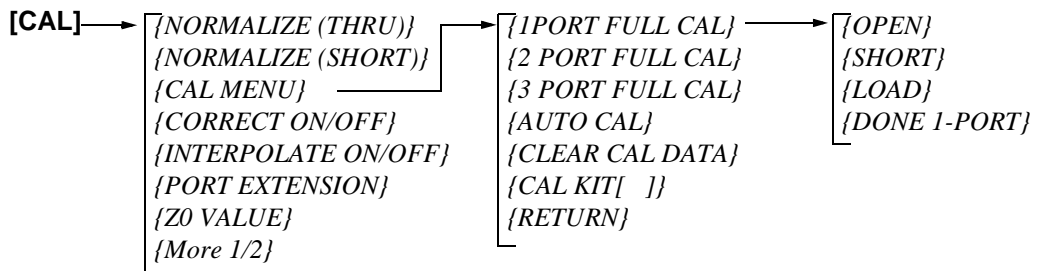 [CAL]
{NORMALIZE (THRU)}
{NORMALIZE (SHORT)}
{CAL MENU}
{CORRECT ON/OFF}
{INTERPOLATE ON/OFF}
{PORT EXTENSION}
{Z0 VALUE}
{More 1/2}
{1PORT FULL CAL}
{2 PORT FULL CAL}
{3 PORT FULL CAL}
{AUTO CAL}
{CLEAR CAL DATA}
{CAL KIT[ ]}
{RETURN}
{OPEN}
{SHORT}
{LOAD}
{DONE 1-PORT}